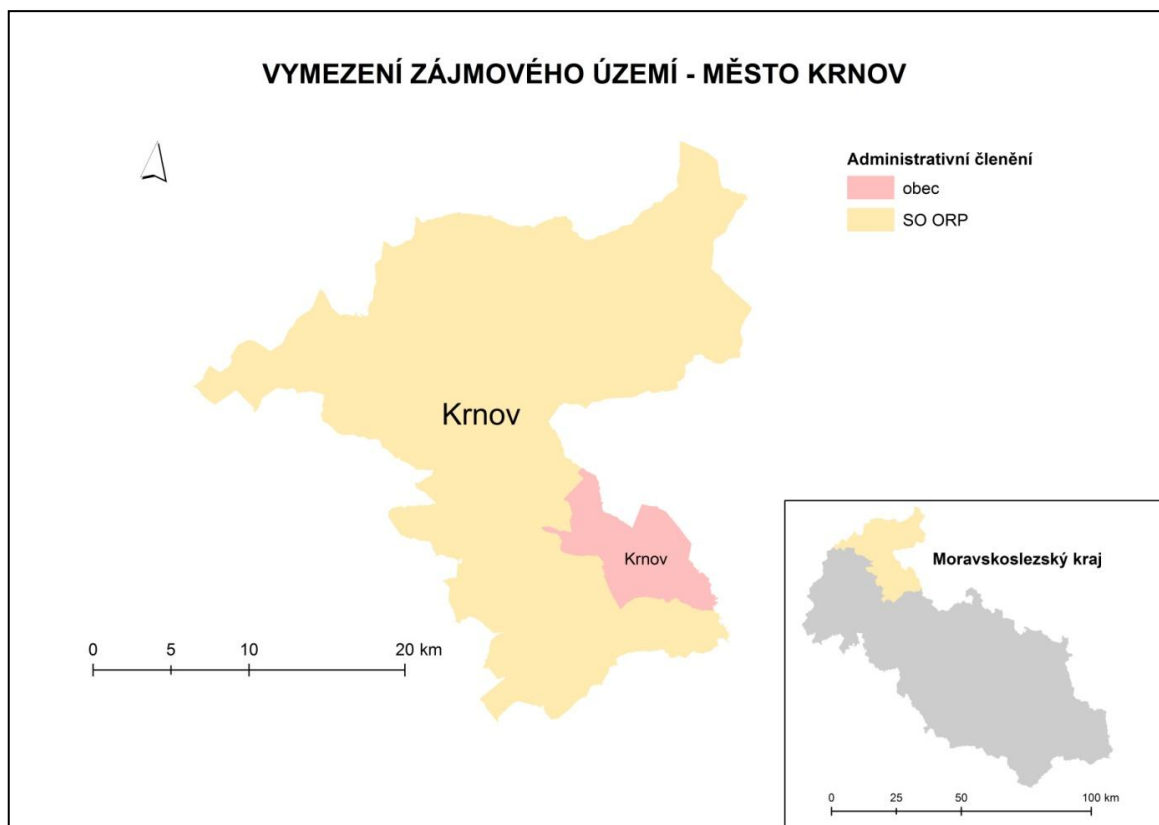 VYMEZENÍ ZÁJMOVÉHO ÚZEMÍ - MĚSTO KRNOV
Administrativní členění
obec
SO ORP
Krnov
Krnov
0 5 10 20 km
Moravskoslezský kraj
0 25 50 100 km